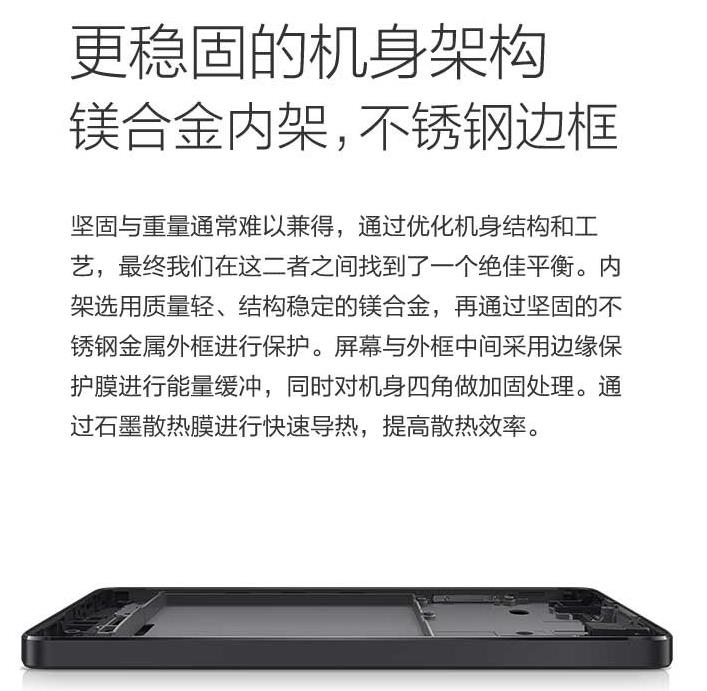 更稳固的机身架构
镁合金内架，不锈钢边框
坚固与重量通常难以兼得，通过优化机身结构和工
艺，最终我们在这二者之间找到了一个绝佳平衡。内
架选用质量轻、结构稳定的镁合金，再通过坚固的不
锈钢金属外框进行保护。屏幕与外框中间采用边缘保
护膜进行能量缓冲，同时对机身四角做加固处理。通
过石墨散热膜进行快速导热，提高散热效率。